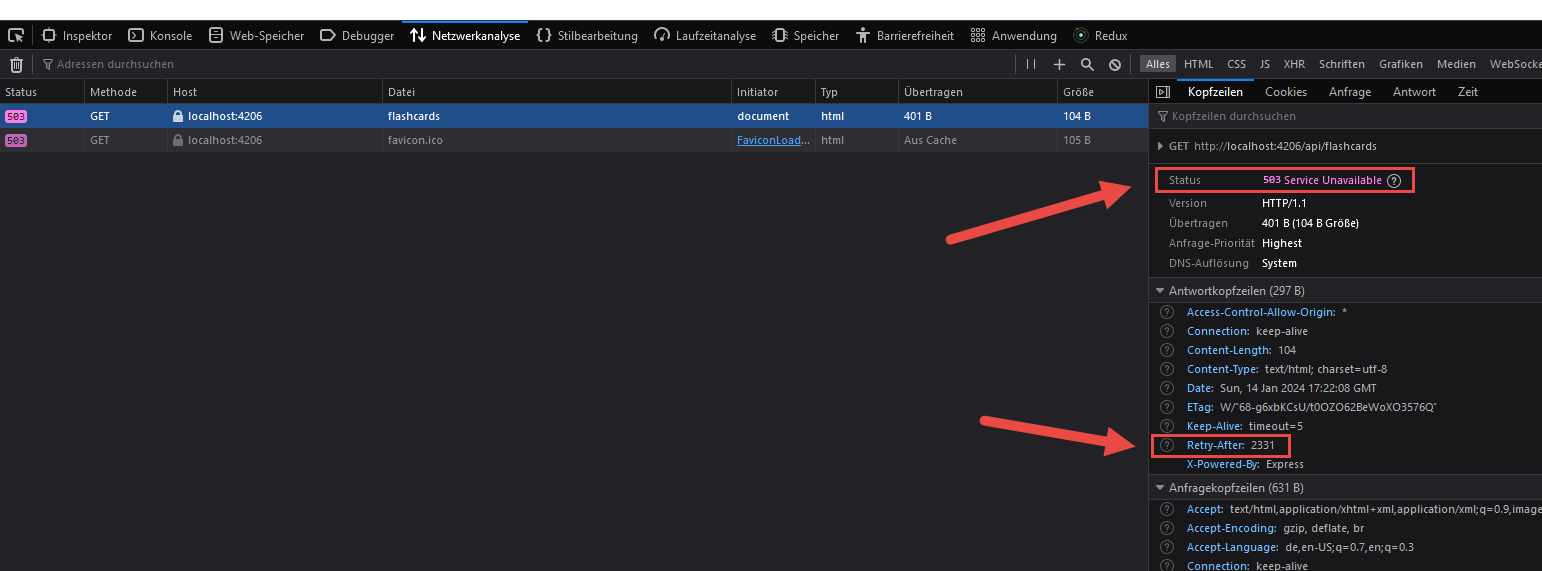 Inspektor Konsole Web-Speicher Debugger Netzwerkanalyse Stilbearbeitung Laufzeitanalyse Speicher Barrierefreiheit Anwendung Redux
Adressen durchsuchen Alles HTML CSS JS XHR Schriften Grafiken Medien WebSocke
Status Methode Host Datei Initiator Typ Übertragen Größe
503 GET localhost:4206 flashcards document html 401 B 104 B
503 GET localhost:4206 favicon.ico FaviconLoad... html Aus Cache 105 B
Kopfzeilen Cookies Anfrage Antwort Zeit
Kopfzeilen durchsuchen
GET http://localhost:4206/api/flashcards
Status 503 Service Unavailable ?
Version HTTP/1.1
Übertragen 401 B (104 B Größe)
Anfrage-Priorität Highest
DNS-Auflösung System
Antwortkopfzeilen (297 B)
? Access-Control-Allow-Origin: *
? Connection: keep-alive
? Content-Length: 104
? Content-Type: text/html; charset=utf-8
? Date: Sun, 14 Jan 2024 17:22:08 GMT
? ETag: W/"68-g6xbKCsU/t0OZO62BeWoXO3576Q"
? Keep-Alive: timeout=5
? Retry-After: 2331
X-Powered-By: Express
Anfragekopfzeilen (631 B)
? Accept: text/html,application/xhtml+xml,application/xml;q=0.9,image
? Accept-Encoding: gzip, deflate, br
? Accept-Language: de,en-US;q=0.7,en;q=0.3
? Connection: keep-alive